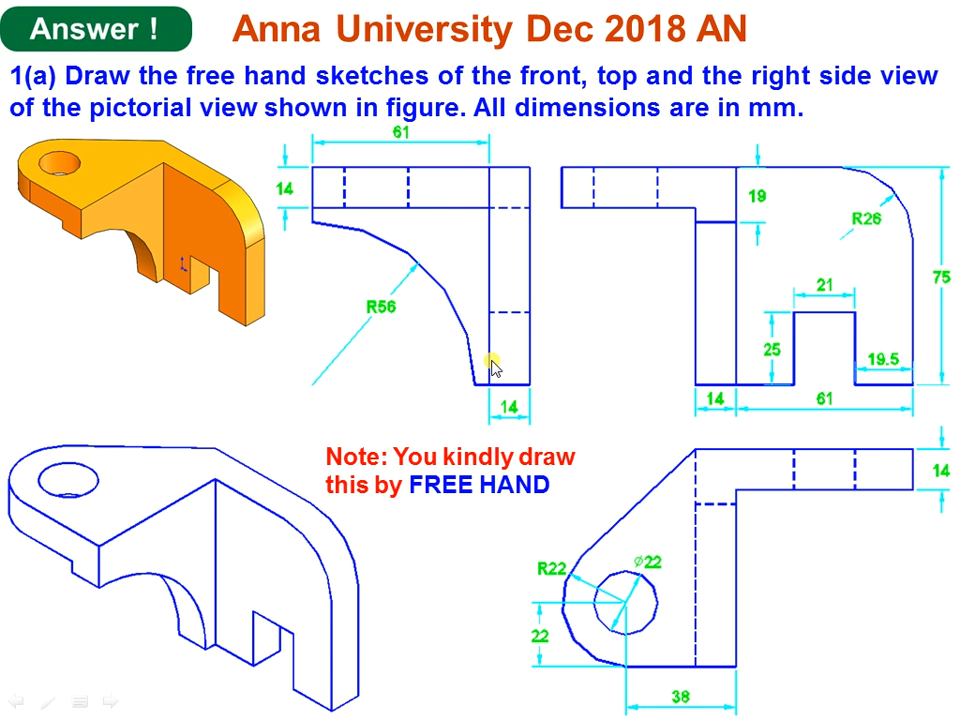 Answer !
Anna University Dec 2018 AN
1(a) Draw the free hand sketches of the front, top and the right side view
of the pictorial view shown in figure. All dimensions are in mm.
61
14
R56
14
19
R26
21
75
25
19.5
14
61
Note: You kindly draw
this by FREE HAND
14
R22
Ø22
22
38